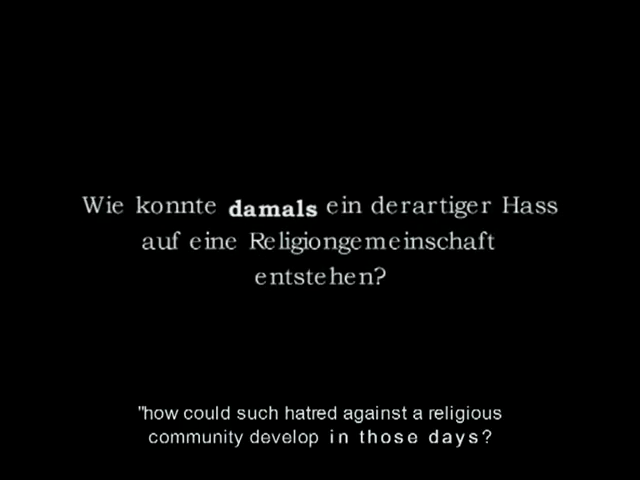 Wie konnte damals ein derartiger Hass
auf eine Religiongemeinschaft
entstehen?
"how could such hatred against a religious
community develop in those days?